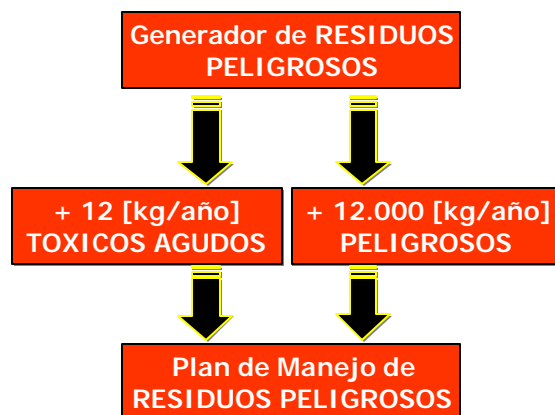 Generador de RESIDUOS
PELIGROSOS
+ 12 [kg/año]
TOXICOS AGUDOS
+ 12.000 [kg/año]
PELIGROSOS
Plan de Manejo de
RESIDUOS PELIGROSOS